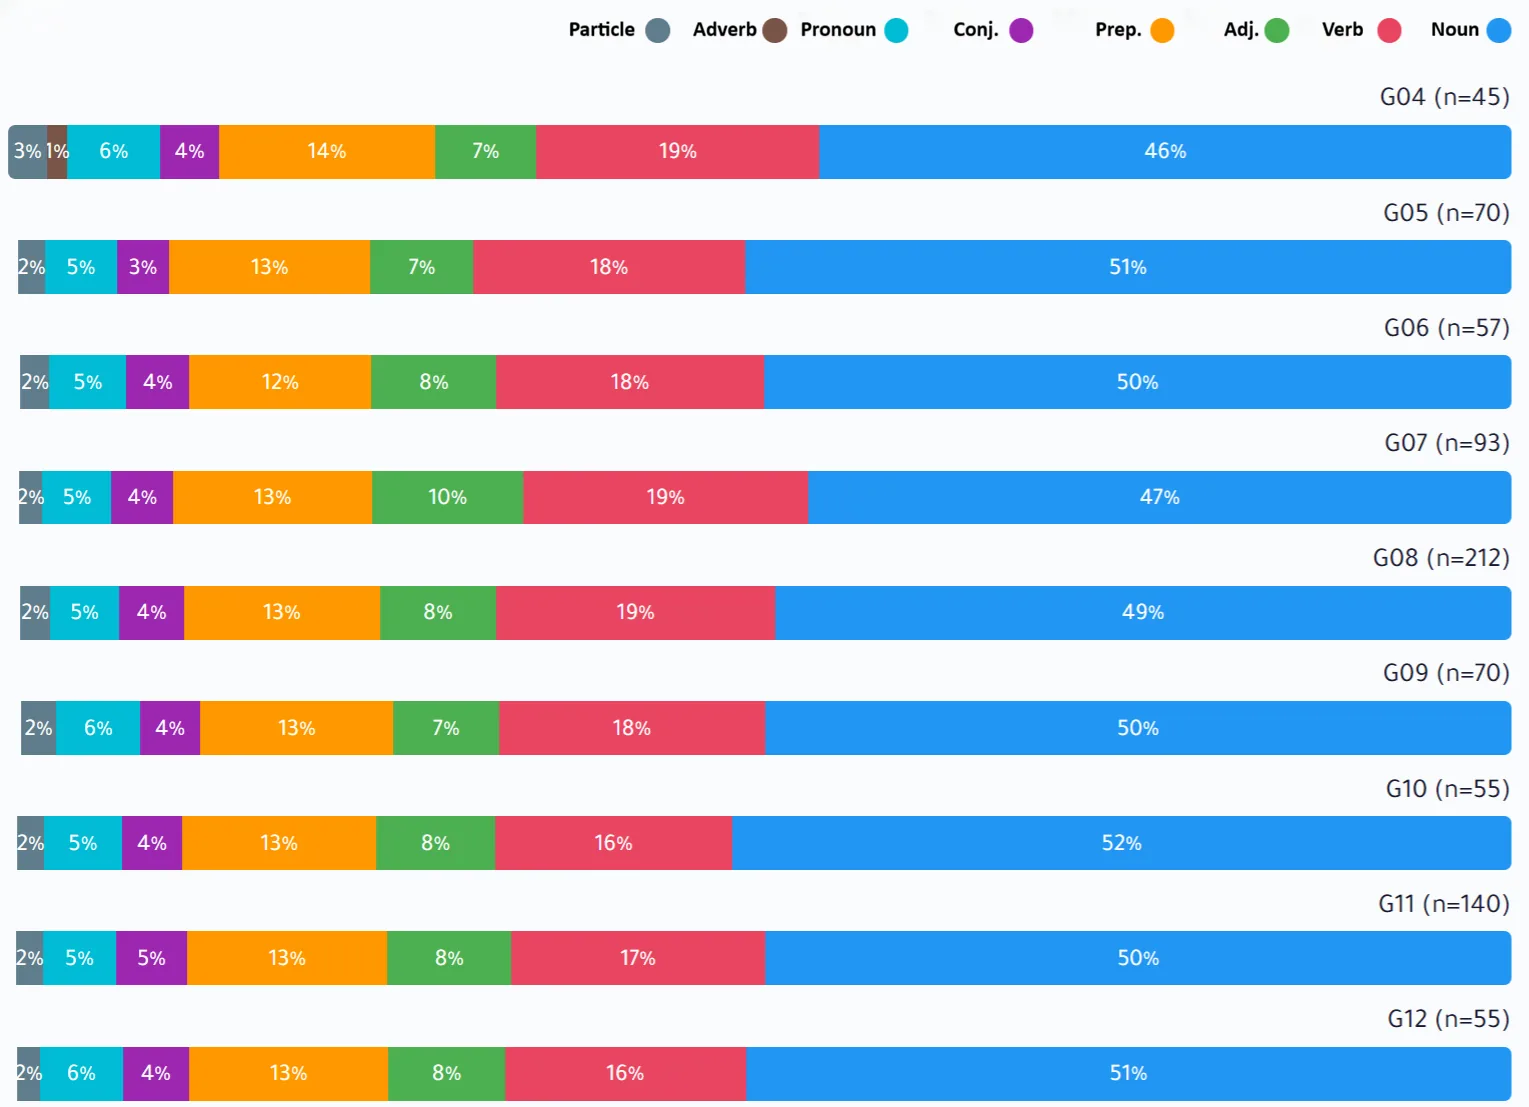 Particle Adverb Pronoun Conj. Prep. Adj. Verb Noun
G04 (n=45)
3% 1% 6% 4% 14% 7% 19% 46%
G05 (n=70)
2% 5% 3% 13% 7% 18% 51%
G06 (n=57)
2% 5% 4% 12% 8% 18% 50%
G07 (n=93)
2% 5% 4% 13% 10% 19% 47%
G08 (n=212)
2% 5% 4% 13% 8% 19% 49%
G09 (n=70)
2% 6% 4% 13% 7% 18% 50%
G10 (n=55)
2% 5% 4% 13% 8% 16% 52%
G11 (n=140)
2% 5% 5% 13% 8% 17% 50%
G12 (n=55)
2% 6% 4% 13% 8% 16% 51%